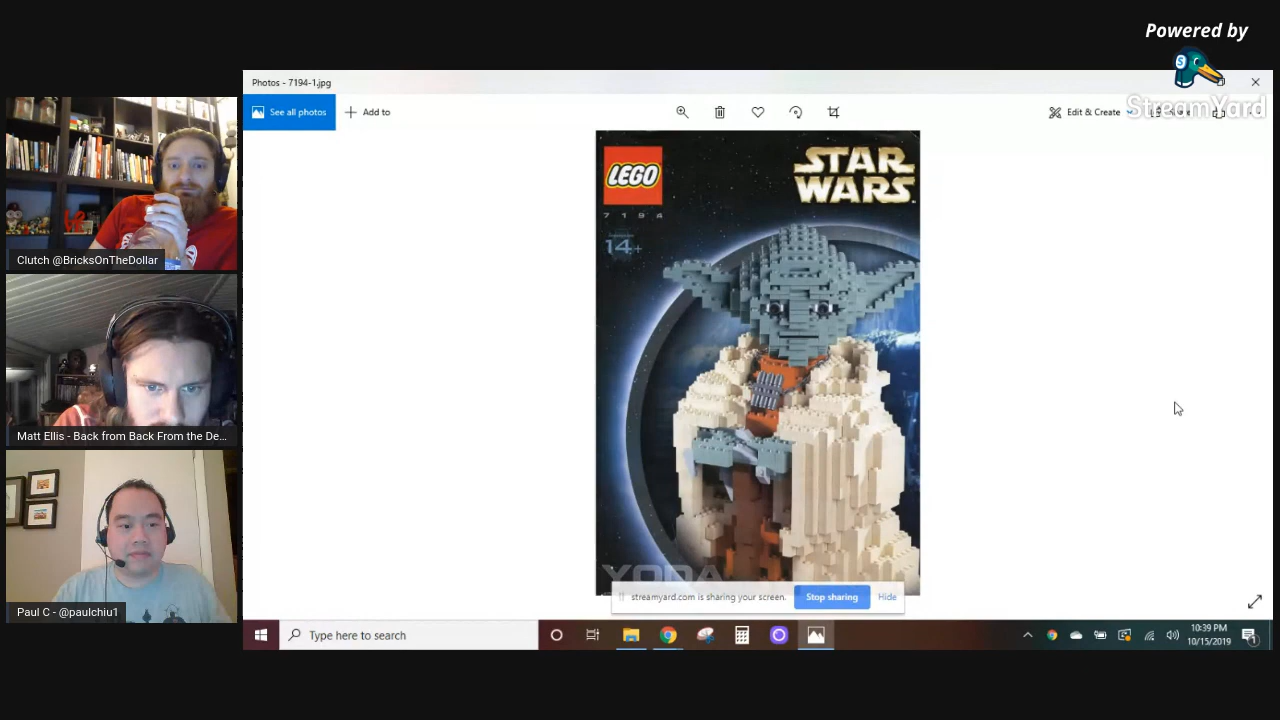 Powered by
StreamYard
Photos - 7194-1.jpg
See all photos
Add to
Edit & Create
LEGO
STAR
WARS
7194
14+
YODA
Clutch @BricksOnTheDollar
Matt Ellis - Back from Back From the De...
Paul C - @paulchiu1
streamyard.com is sharing your screen.
Stop sharing
Hide
Type here to search
10:39 PM
10/15/2019
1